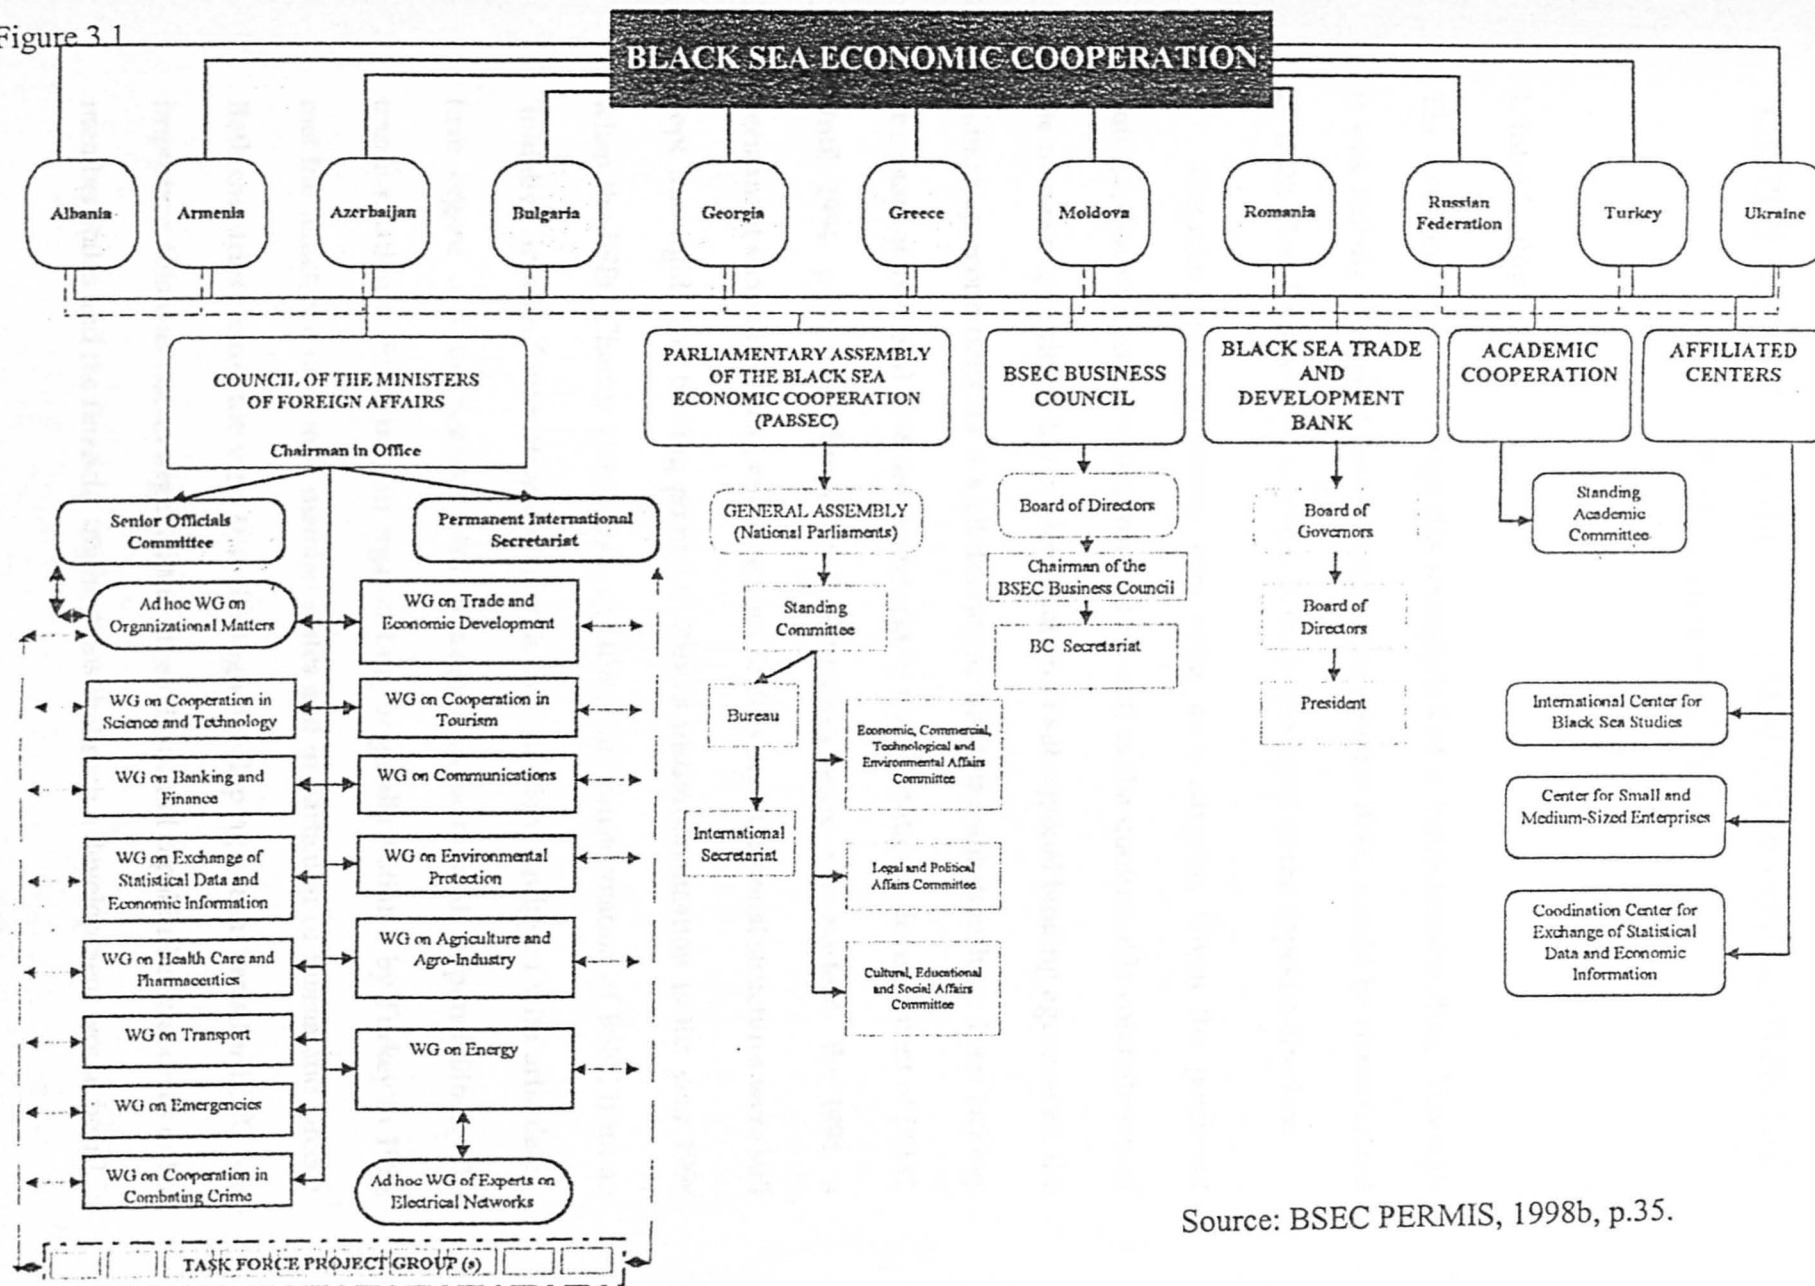 Figure 3.1
BLACK SEA ECONOMIC COOPERATION
Albania
Armenia
Azerbaijan
Bulgaria
Georgia
Greece
Moldova
Romania
Russian
Federation
Turkey
Ukraine
COUNCIL OF THE MINISTERS
OF FOREIGN AFFAIRS
Chairman in Office
PARLIAMENTARY ASSEMBLY
OF THE BLACK SEA
ECONOMIC COOPERATION
(PABSEC)
BSEC BUSINESS
COUNCIL
BLACK SEA TRADE
AND
DEVELOPMENT
BANK
ACADEMIC
COOPERATION
AFFILIATED
CENTERS
Senior Officials
Committee
Permanent International
Secretariat
Ad hoc WG on
Organizational Matters
WG on Trade and
Economic Development
WG on Cooperation in
Science and Technology
WG on Cooperation in
Tourism
WG on Banking and
Finance
WG on Communications
WG on Exchange of
Statistical Data and
Economic Information
WG on Environmental
Protection
WG on Health Care and
Pharmaceutics
WG on Agriculture and
Agro-Industry
WG on Transport
WG on Energy
WG on Emergencies
WG on Cooperation in
Combating Crime
Ad hoc WG of Experts on
Electrical Networks
TASK FORCE PROJECT GROUP (s)
GENERAL ASSEMBLY
(National Parliaments)
Standing
Committee
Bureau
International
Secretariat
Economic, Commercial,
Technological and
Environmental Affairs
Committee
Legal and Political
Affairs Committee
Cultural, Educational
and Social Affairs
Committee
Board of Directors
Chairman of the
BSEC Business Council
BC Secretariat
Board of
Governors
Board of
Directors
President
Standing
Academic
Committee
International Center for
Black Sea Studies
Center for Small and
Medium-Sized Enterprises
Coodination Center for
Exchange of Statistical
Data and Economic
Information
Source: BSEC PERMIS, 1998b, p.35.